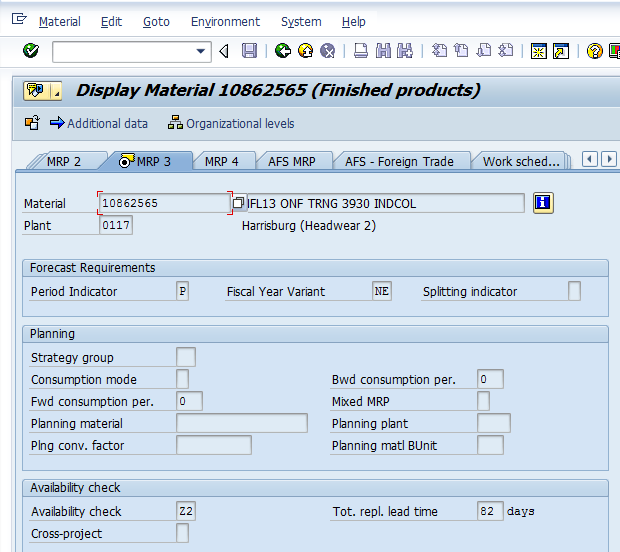 Material Edit Goto Environment System Help
Display Material 10862565 (Finished products)
Additional data Organizational levels
MRP 2 MRP 3 MRP 4 AFS MRP AFS - Foreign Trade Work sched...
Material 10862565 NFL13 ONF TRNG 3930 INDCOL
Plant 0117 Harrisburg (Headwear 2)
Forecast Requirements
Period Indicator P Fiscal Year Variant NE Splitting indicator
Planning
Strategy group
Consumption mode Bwd consumption per. 0
Fwd consumption per. 0 Mixed MRP
Planning material Planning plant
Plng conv. factor Planning matl BUnit
Availability check
Availability check Z2 Tot. repl. lead time 82 days
Cross-project